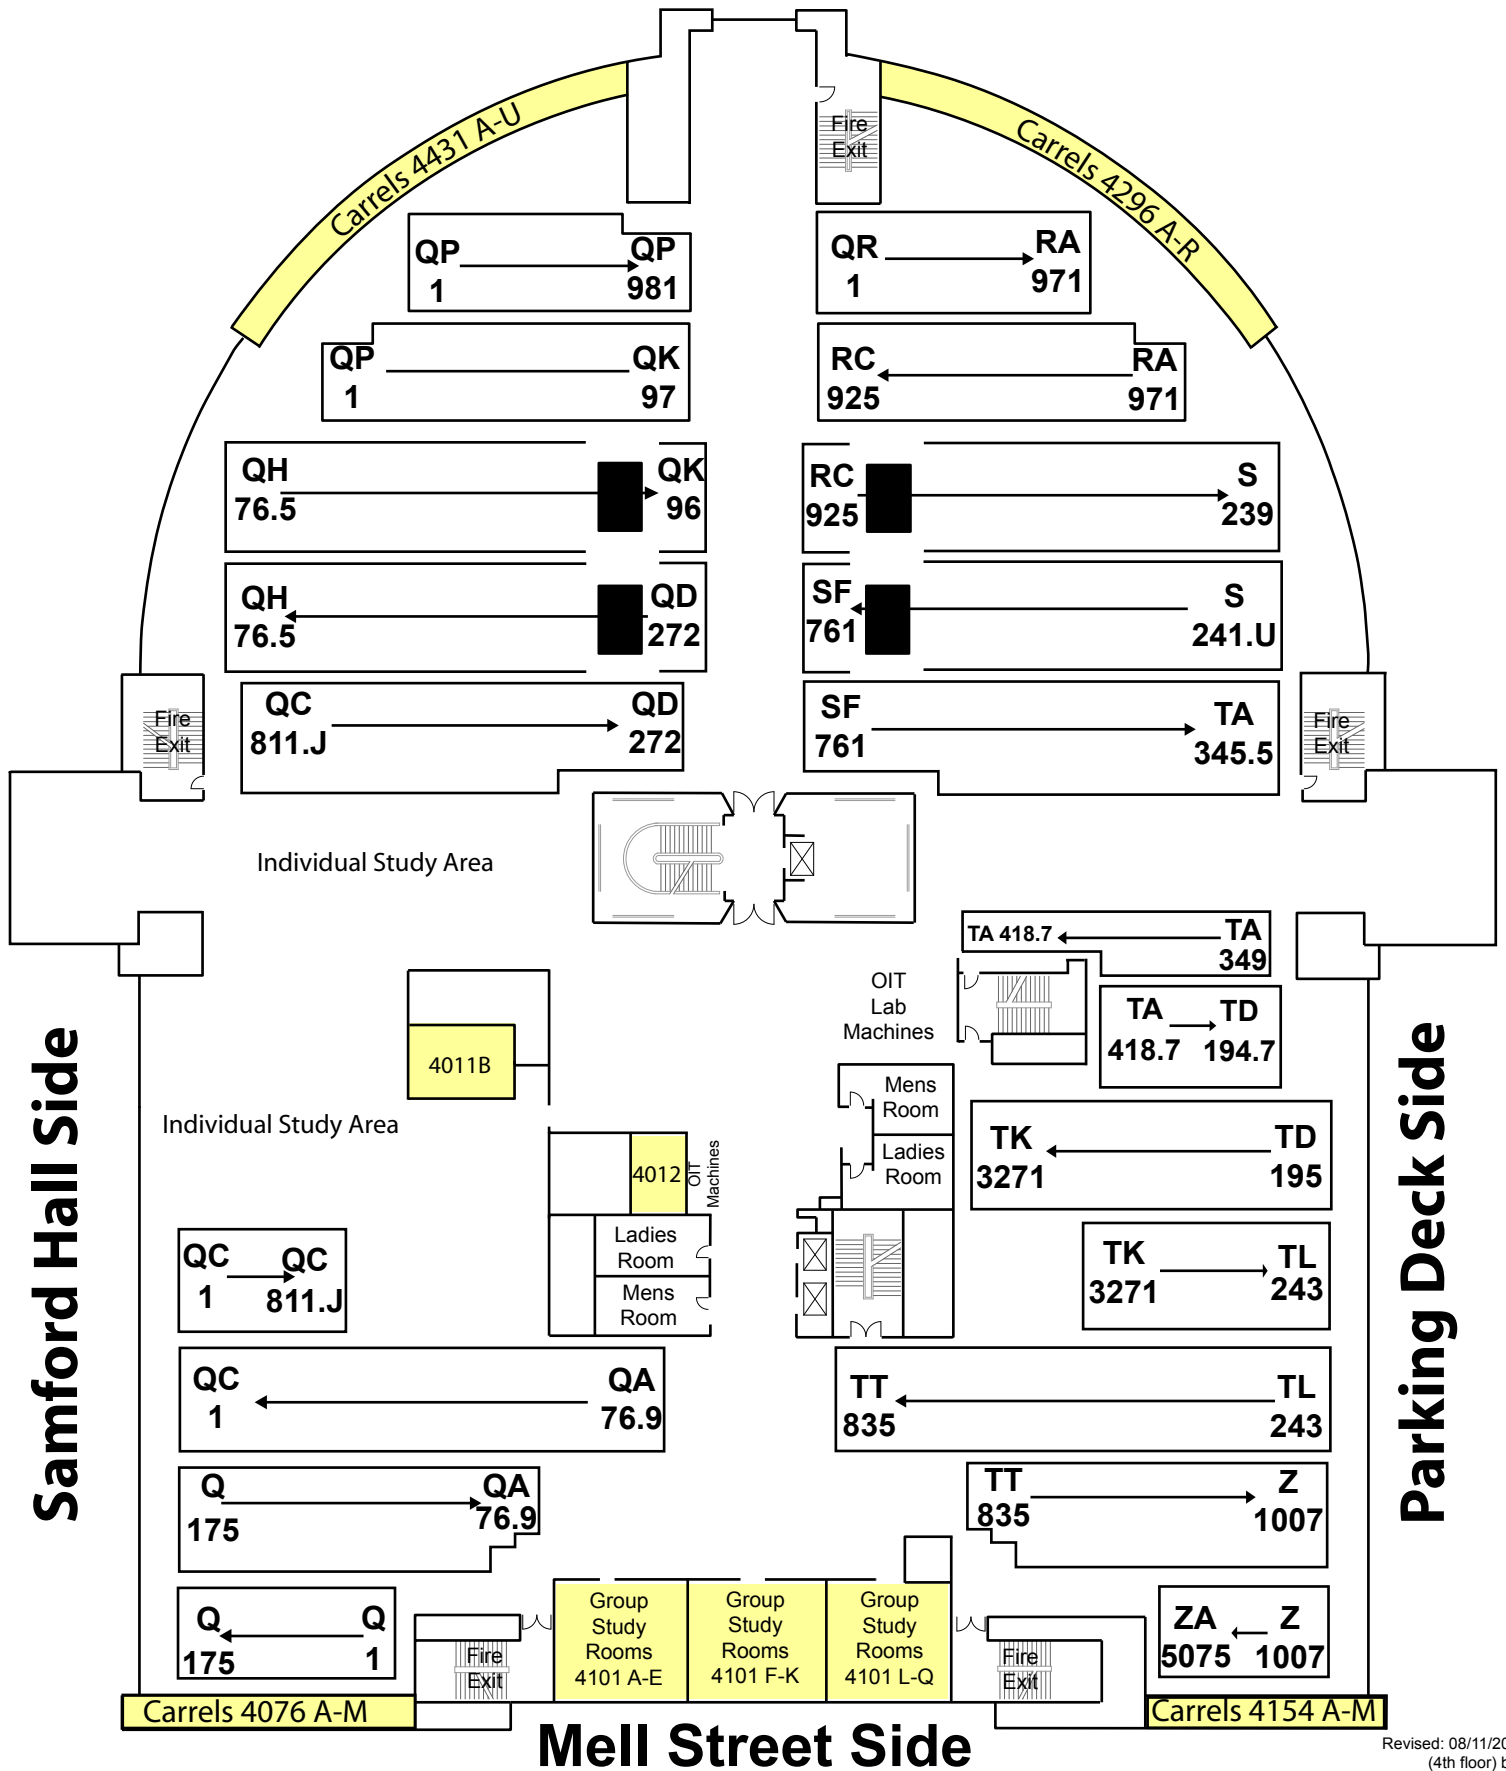 Carrels 4431 A-U
Carrels 4296 A-R
Fire
Exit
QP QP
1 981
QR RA
1 971
QP QK
1 97
RC RA
925 971
QH QK
76.5 96
RC S
925 239
QH QD
76.5 272
SF S
761 241.U
QC QD
811.J 272
SF TA
761 345.5
Fire
Exit
Fire
Exit
Individual Study Area
TA 418.7 TA
349
OIT
Lab
Machines
TA TD
418.7 194.7
4011B
Individual Study Area
Mens
Room
Ladies
Room
TK TD
3271 195
4012
OIT
Machines
Ladies
Room
Mens
Room
QC QC
1 811.J
TK TL
3271 243
QC QA
1 76.9
TT TL
835 243
Q QA
175 76.9
TT Z
835 1007
Q Q
175 1
Fire
Exit
Group
Study
Rooms
4101 A-E
Group
Study
Rooms
4101 F-K
Group
Study
Rooms
4101 L-Q
Fire
Exit
ZA Z
5075 1007
Carrels 4076 A-M
Carrels 4154 A-M
Samford Hall Side
Parking Deck Side
Mell Street Side
Revised: 08/11/20
(4th floor) b